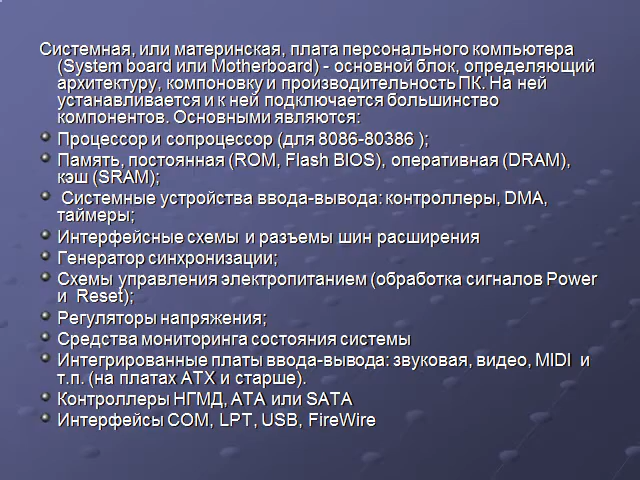 Системная, или материнская, плата персонального компьютера
(System board или Motherboard) - основной блок, определяющий
архитектуру, компоновку и производительность ПК. На ней
устанавливается и к ней подключается большинство
компонентов. Основными являются:
Процессор и сопроцессор (для 8086-80386 );
Память, постоянная (ROM, Flash BIOS), оперативная (DRAM),
кэш (SRAM);
Системные устройства ввода-вывода: контроллеры, DMA,
таймеры;
Интерфейсные схемы и разъемы шин расширения
Генератор синхронизации;
Схемы управления электропитанием (обработка сигналов Power
и Reset);
Регуляторы напряжения;
Средства мониторинга состояния системы
Интегрированные платы ввода-вывода: звуковая, видео, MIDI и
т.п. (на платах ATX и старше).
Контроллеры НГМД, ATA или SATA
Интерфейсы COM, LPT, USB, FireWire